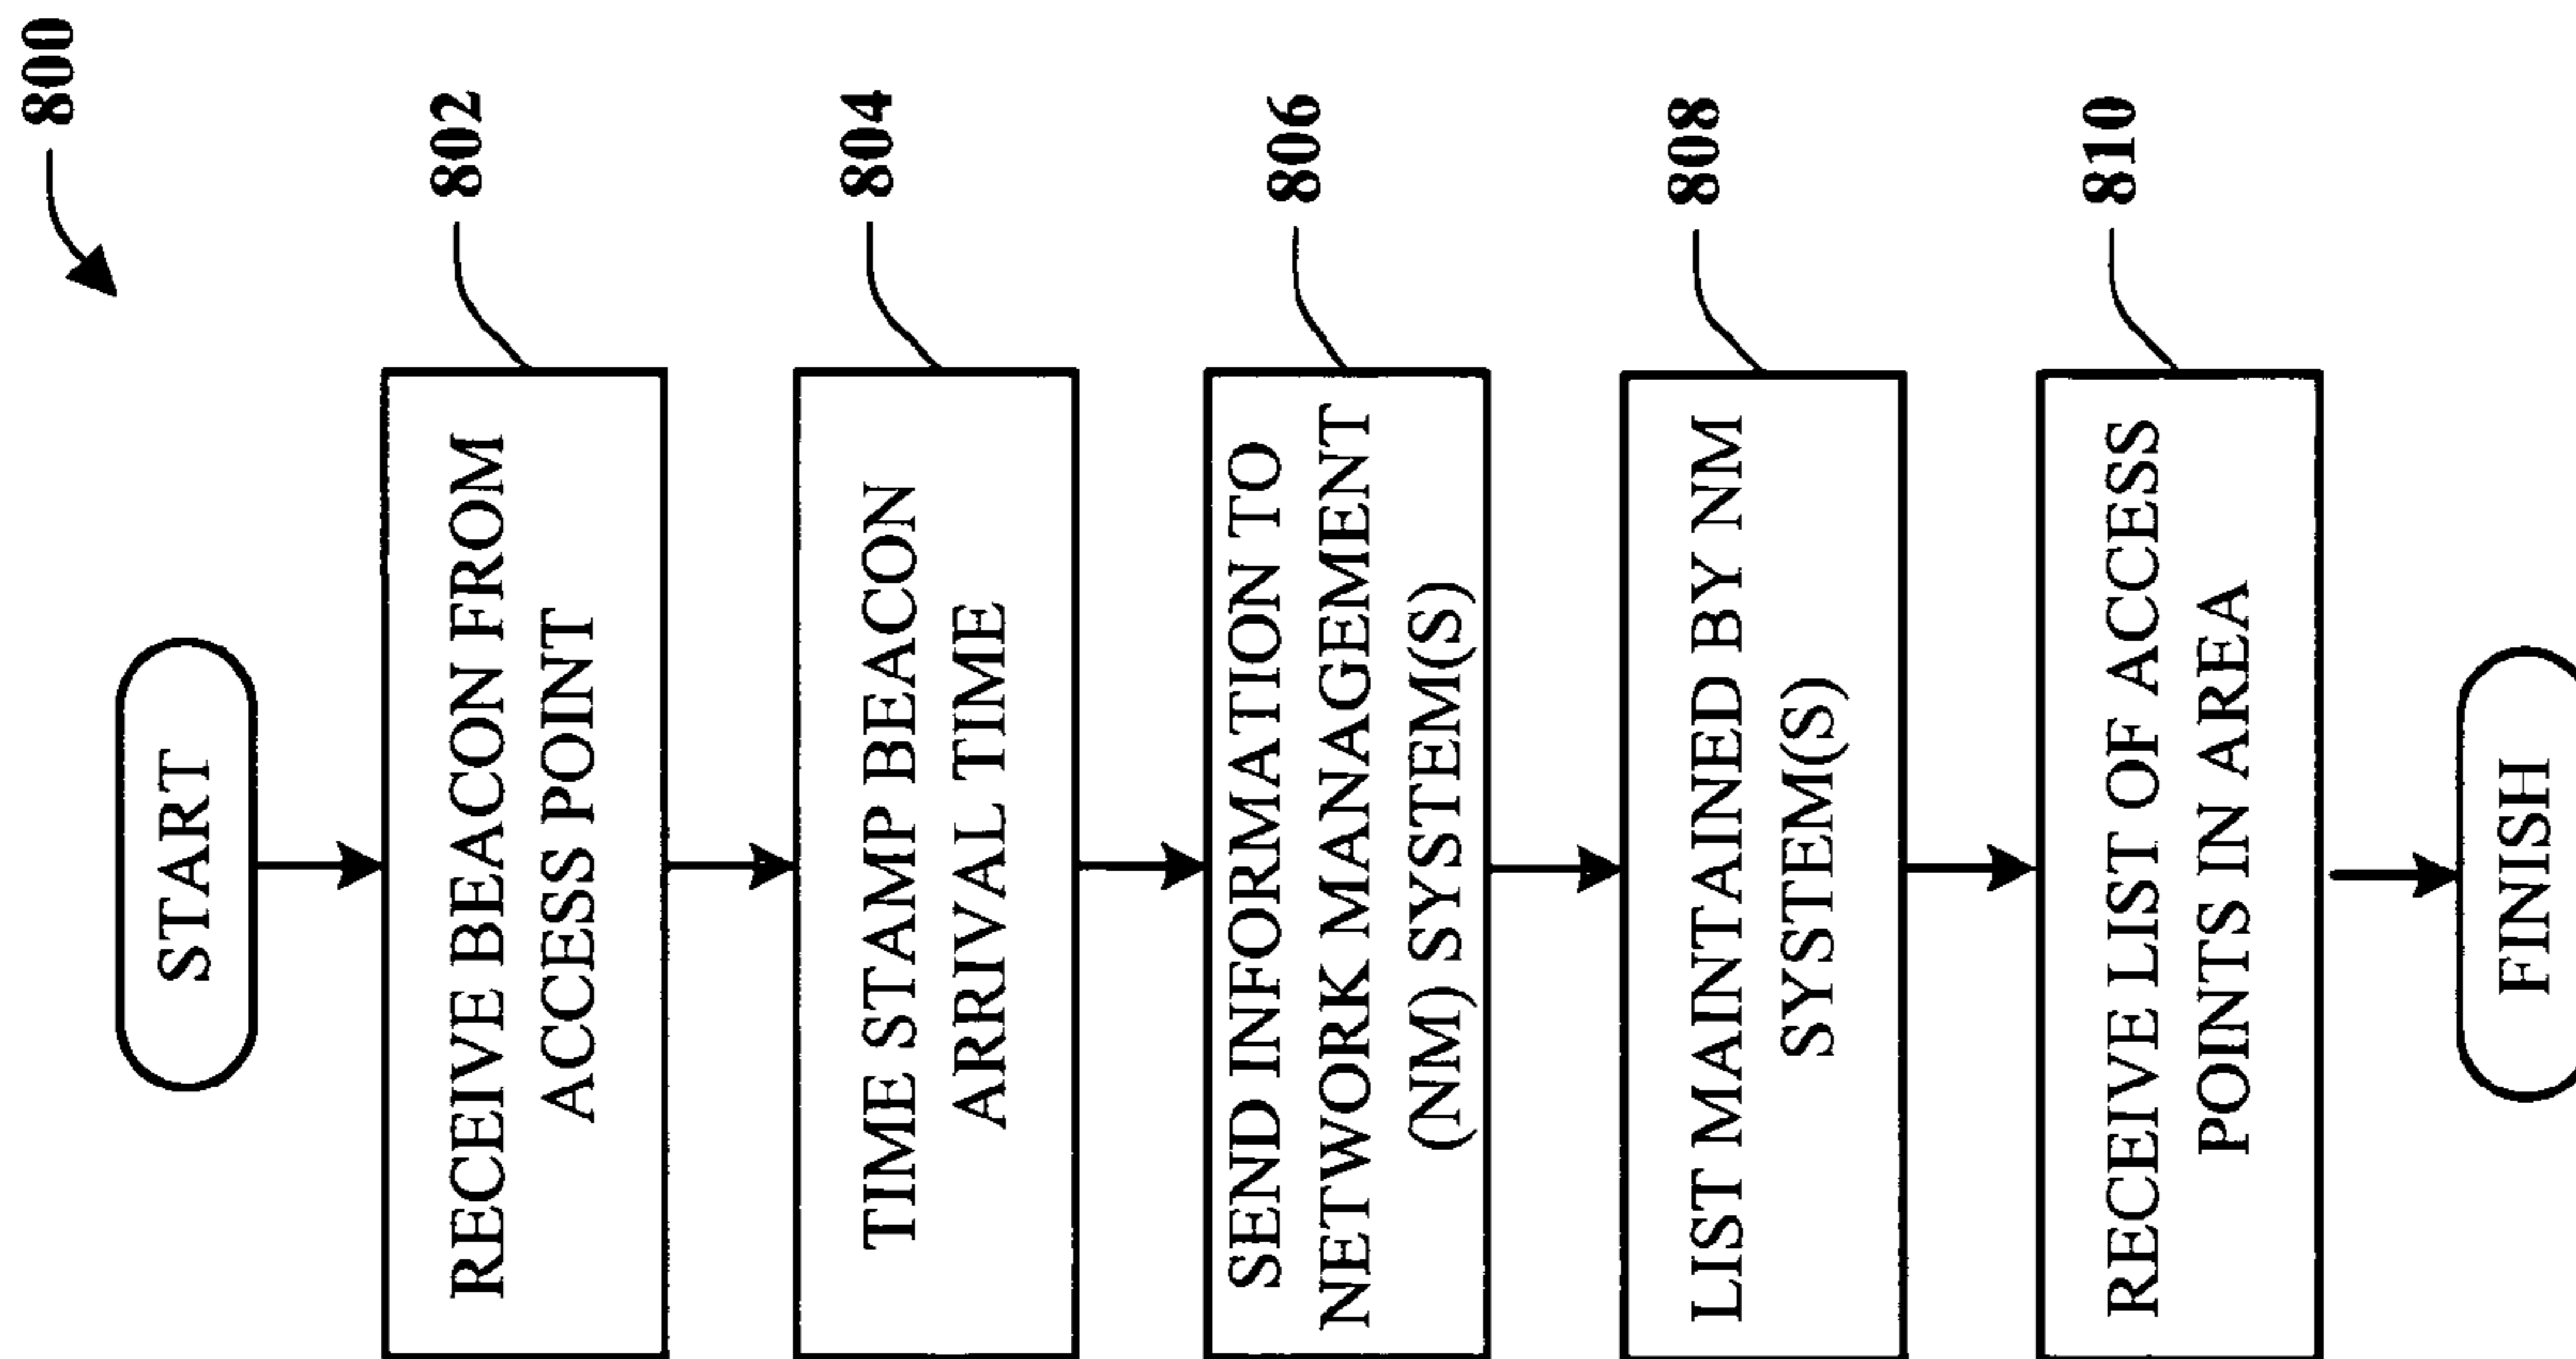 800
START
RECEIVE BEACON FROM
ACCESS POINT
802
TIME STAMP BEACON
ARRIVAL TIME
804
SEND INFORMATION TO
NETWORK MANAGEMENT
(NM) SYSTEM(S)
806
LIST MAINTAINED BY NM
SYSTEM(S)
808
RECEIVE LIST OF ACCESS
POINTS IN AREA
810
FINISH